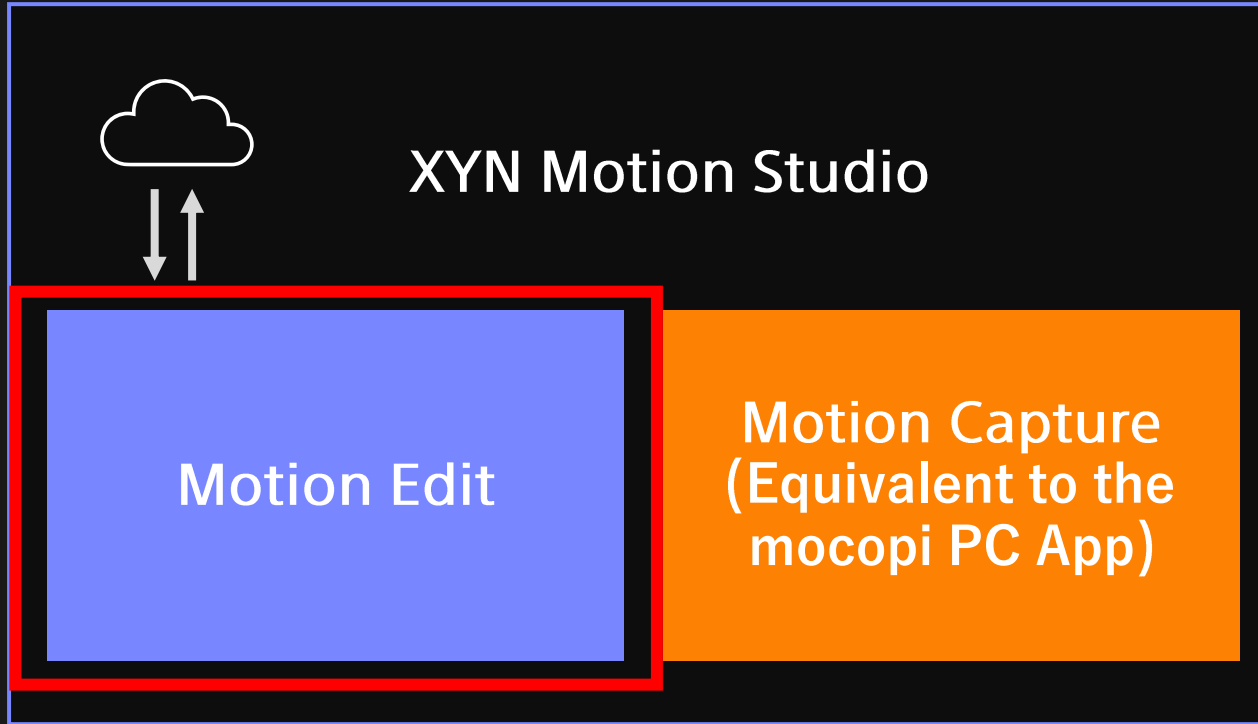 XYN Motion Studio
Motion Edit
Motion Capture
(Equivalent to the
mocopi PC App)